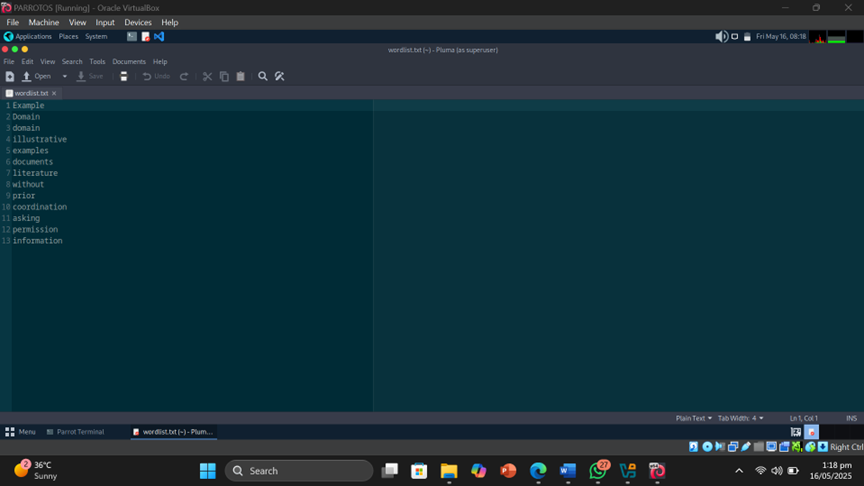 PARROTOS [Running] - Oracle VirtualBox
File Machine View Input Devices Help
Applications Places System
Fri May 16, 08:18
wordlist.txt (~) - Pluma (as superuser)
File Edit View Search Tools Documents Help
Open Save Undo
wordlist.txt
1 Example
2 Domain
3 domain
4 illustrative
5 examples
6 documents
7 literature
8 without
9 prior
10 coordination
11 asking
12 permission
13 information
Plain Text Tab Width: 4 Ln 1, Col 1 INS
Menu Parrot Terminal wordlist.txt (~) - Plum...
Right Ctrl
2 36°C
Sunny
Search
27
1:18 pm
16/05/2025